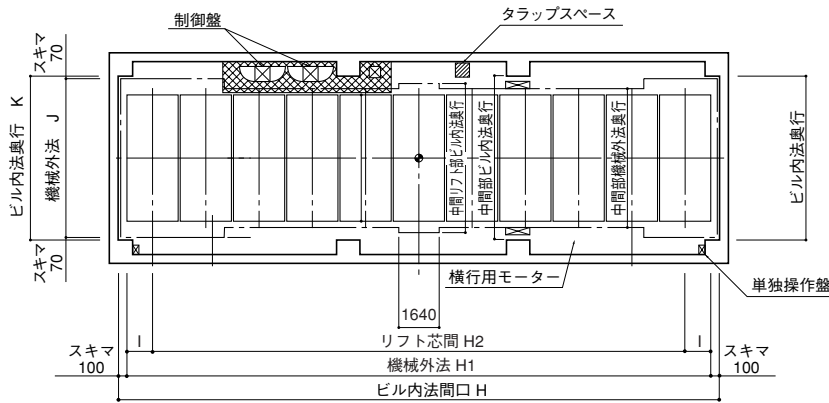 制御盤
タラップスペース
スキマ
70
ビル内法奥行 K
機械外法 J
中間リフト部ビル内法奥行
中間部ビル内法奥行
中間部機械外法奥行
ビル内法奥行
スキマ
70
横行用モーター
単独操作盤
1640
I
リフト芯間 H2
I
スキマ
100
機械外法 H1
スキマ
100
ビル内法間口 H